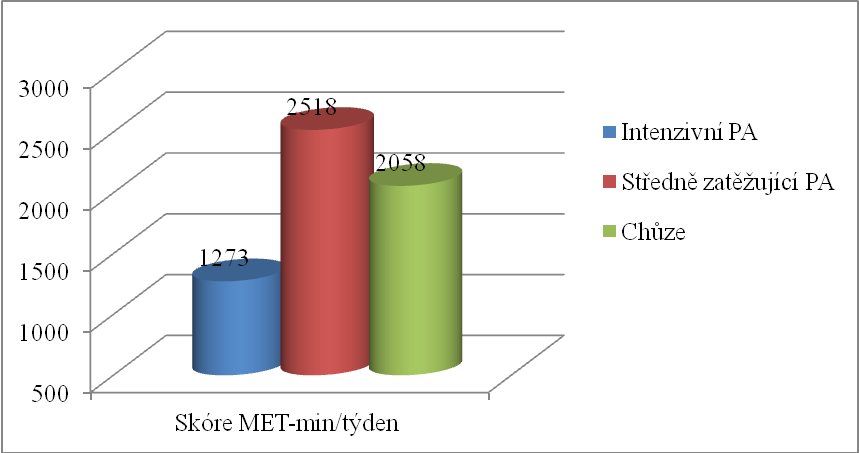 3000
2500
2000
1500
1000
500
1273
2518
2058
Skóre MET-min/týden
Intenzivní PA
Středně zatěžující PA
Chůze